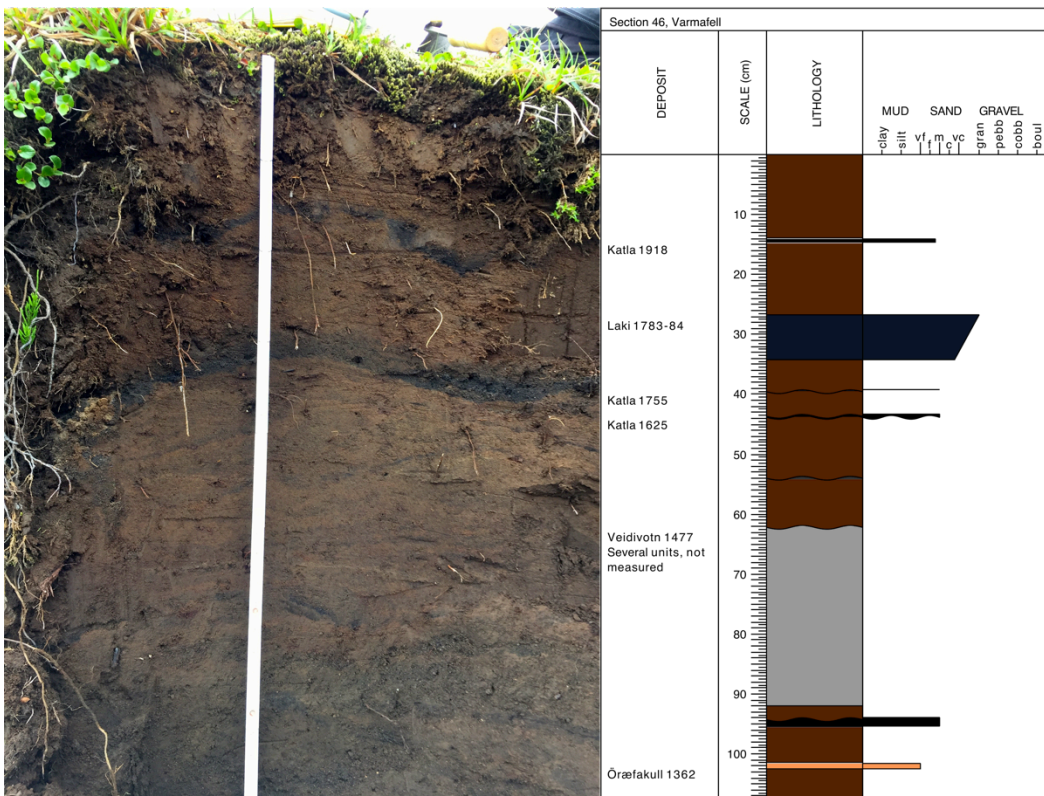 Section 46, Varmafell
DEPOSIT
SCALE (cm)
LITHOLOGY
MUD SAND GRAVEL
clay silt vf f m c vc gran pebb cobb boul
10
Katla 1918
20
Laki 1783-84
30
Katla 1755
40
Katla 1625
50
60
Veidivotn 1477
Several units, not
measured
70
80
90
100
Öræfakull 1362